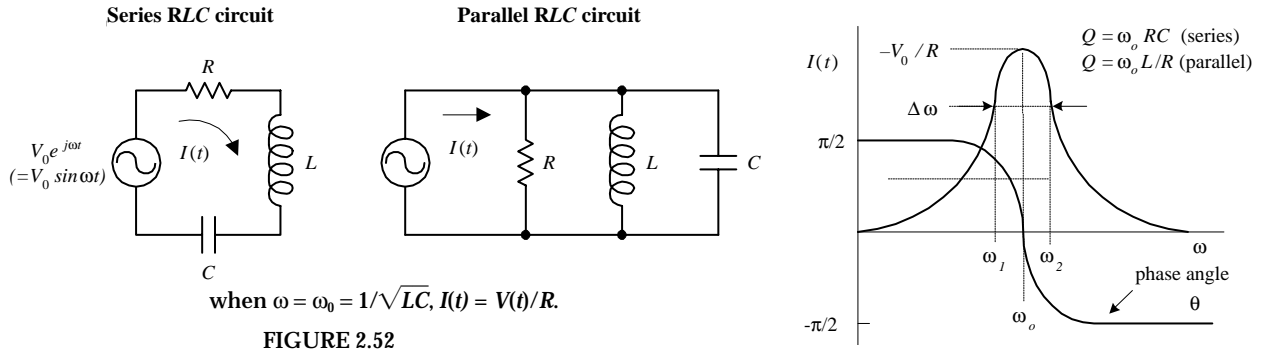 Series RLC circuit
R
V₀e^jωt
(=V₀ sin ωt)
I(t)
L
C
Parallel RLC circuit
I(t)
R
L
C
when ω = ω₀ = 1/√LC, I(t) = V(t)/R.
FIGURE 2.52
I(t)
–V₀ / R
Q = ωₒ RC (series)
Q = ωₒ L/R (parallel)
Δω
π/2
ω
ω₁
ω₂
phase angle
θ
ωₒ
-π/2